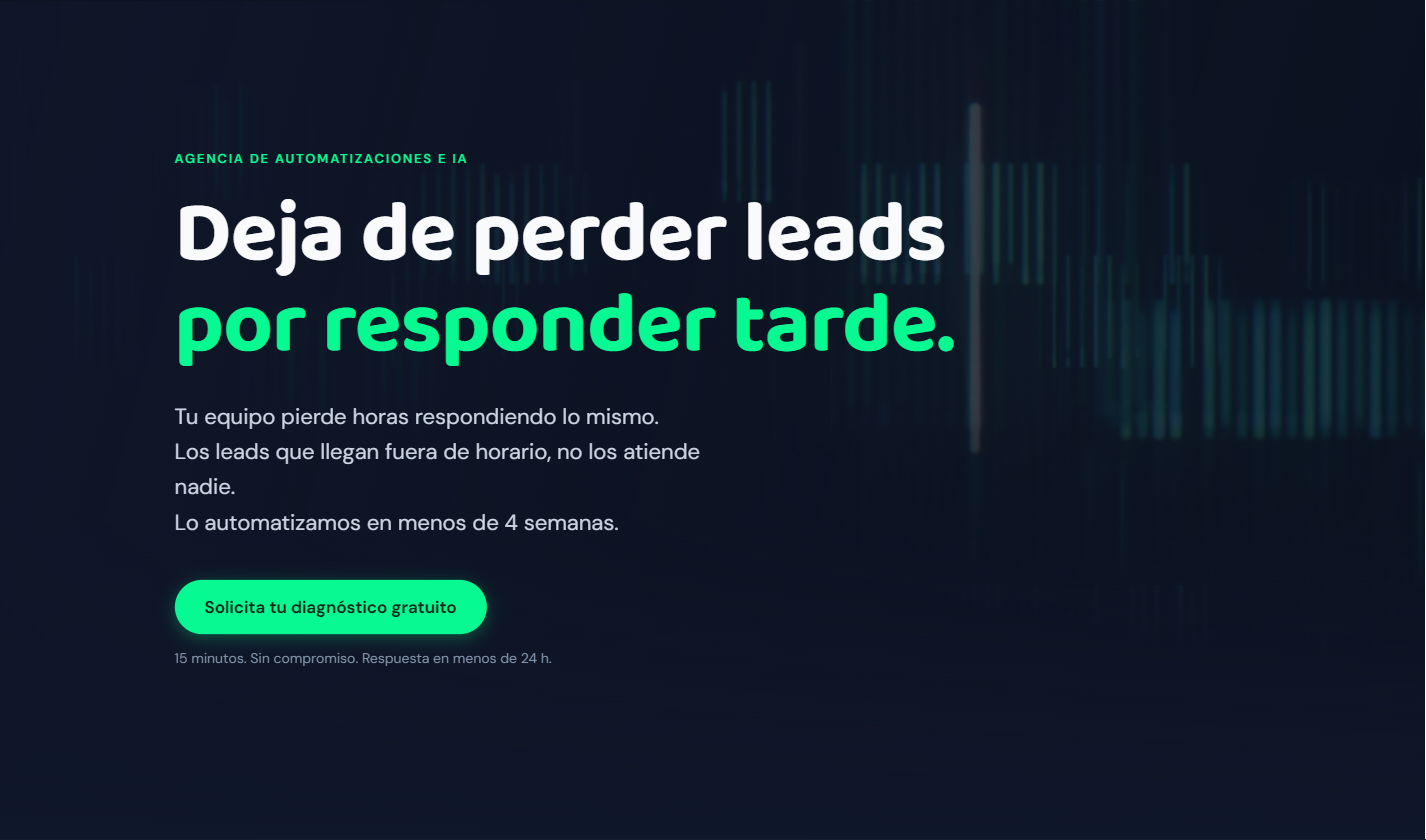 AGENCIA DE AUTOMATIZACIONES E IA
Deja de perder leads
por responder tarde.
Tu equipo pierde horas respondiendo lo mismo.
Los leads que llegan fuera de horario, no los atiende
nadie.
Lo automatizamos en menos de 4 semanas.
Solicita tu diagnóstico gratuito
15 minutos. Sin compromiso. Respuesta en menos de 24 h.